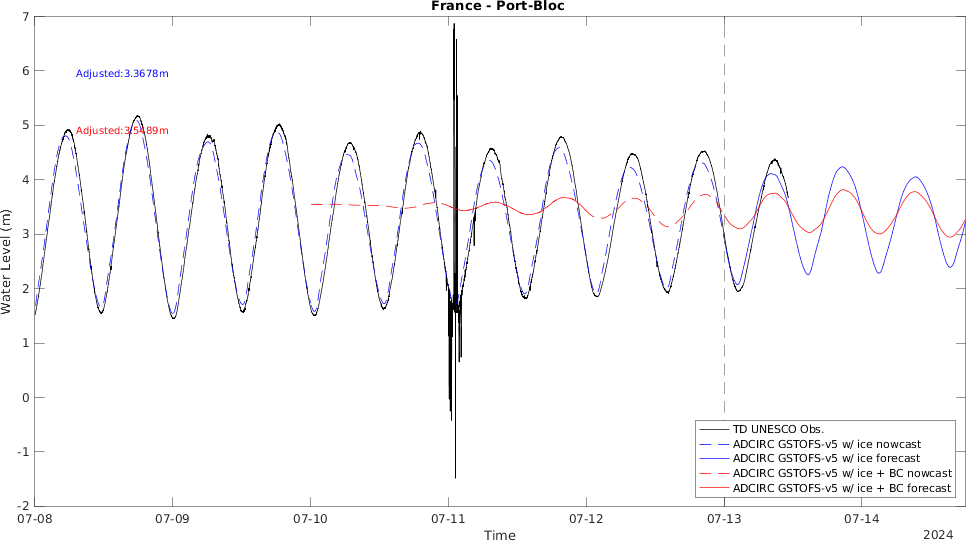 France - Port-Bloc
7
6
5
4
3
2
1
0
-1
-2
Water Level (m)
Adjusted:3.3678m
Adjusted:3.5489m
TD UNESCO Obs.
ADCIRC GSTOFS-v5 w/ ice nowcast
ADCIRC GSTOFS-v5 w/ ice forecast
ADCIRC GSTOFS-v5 w/ ice + BC nowcast
ADCIRC GSTOFS-v5 w/ ice + BC forecast
07-08 07-09 07-10 07-11 07-12 07-13 07-14
Time
2024